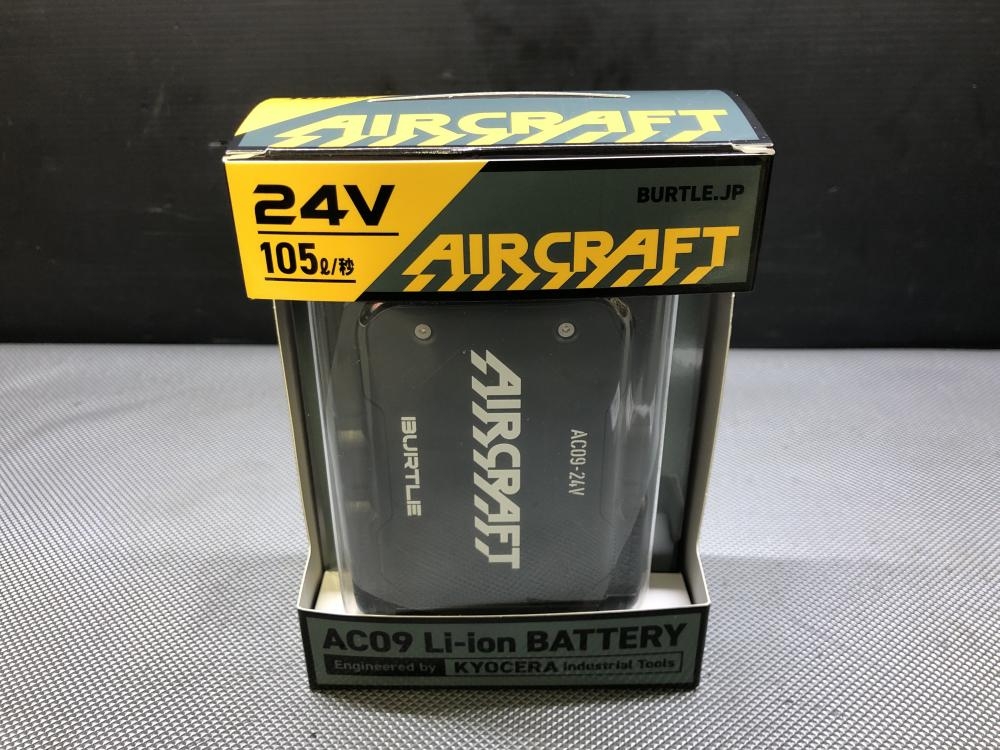 AIRCRAFT
24V
BURTLE.JP
105ℓ/秒
AIRCRAFT
AIRCRAFT
BURTLE
AC09-24V
AC09 Li-ion BATTERY
Engineered by KYOCERA Industrial Tools